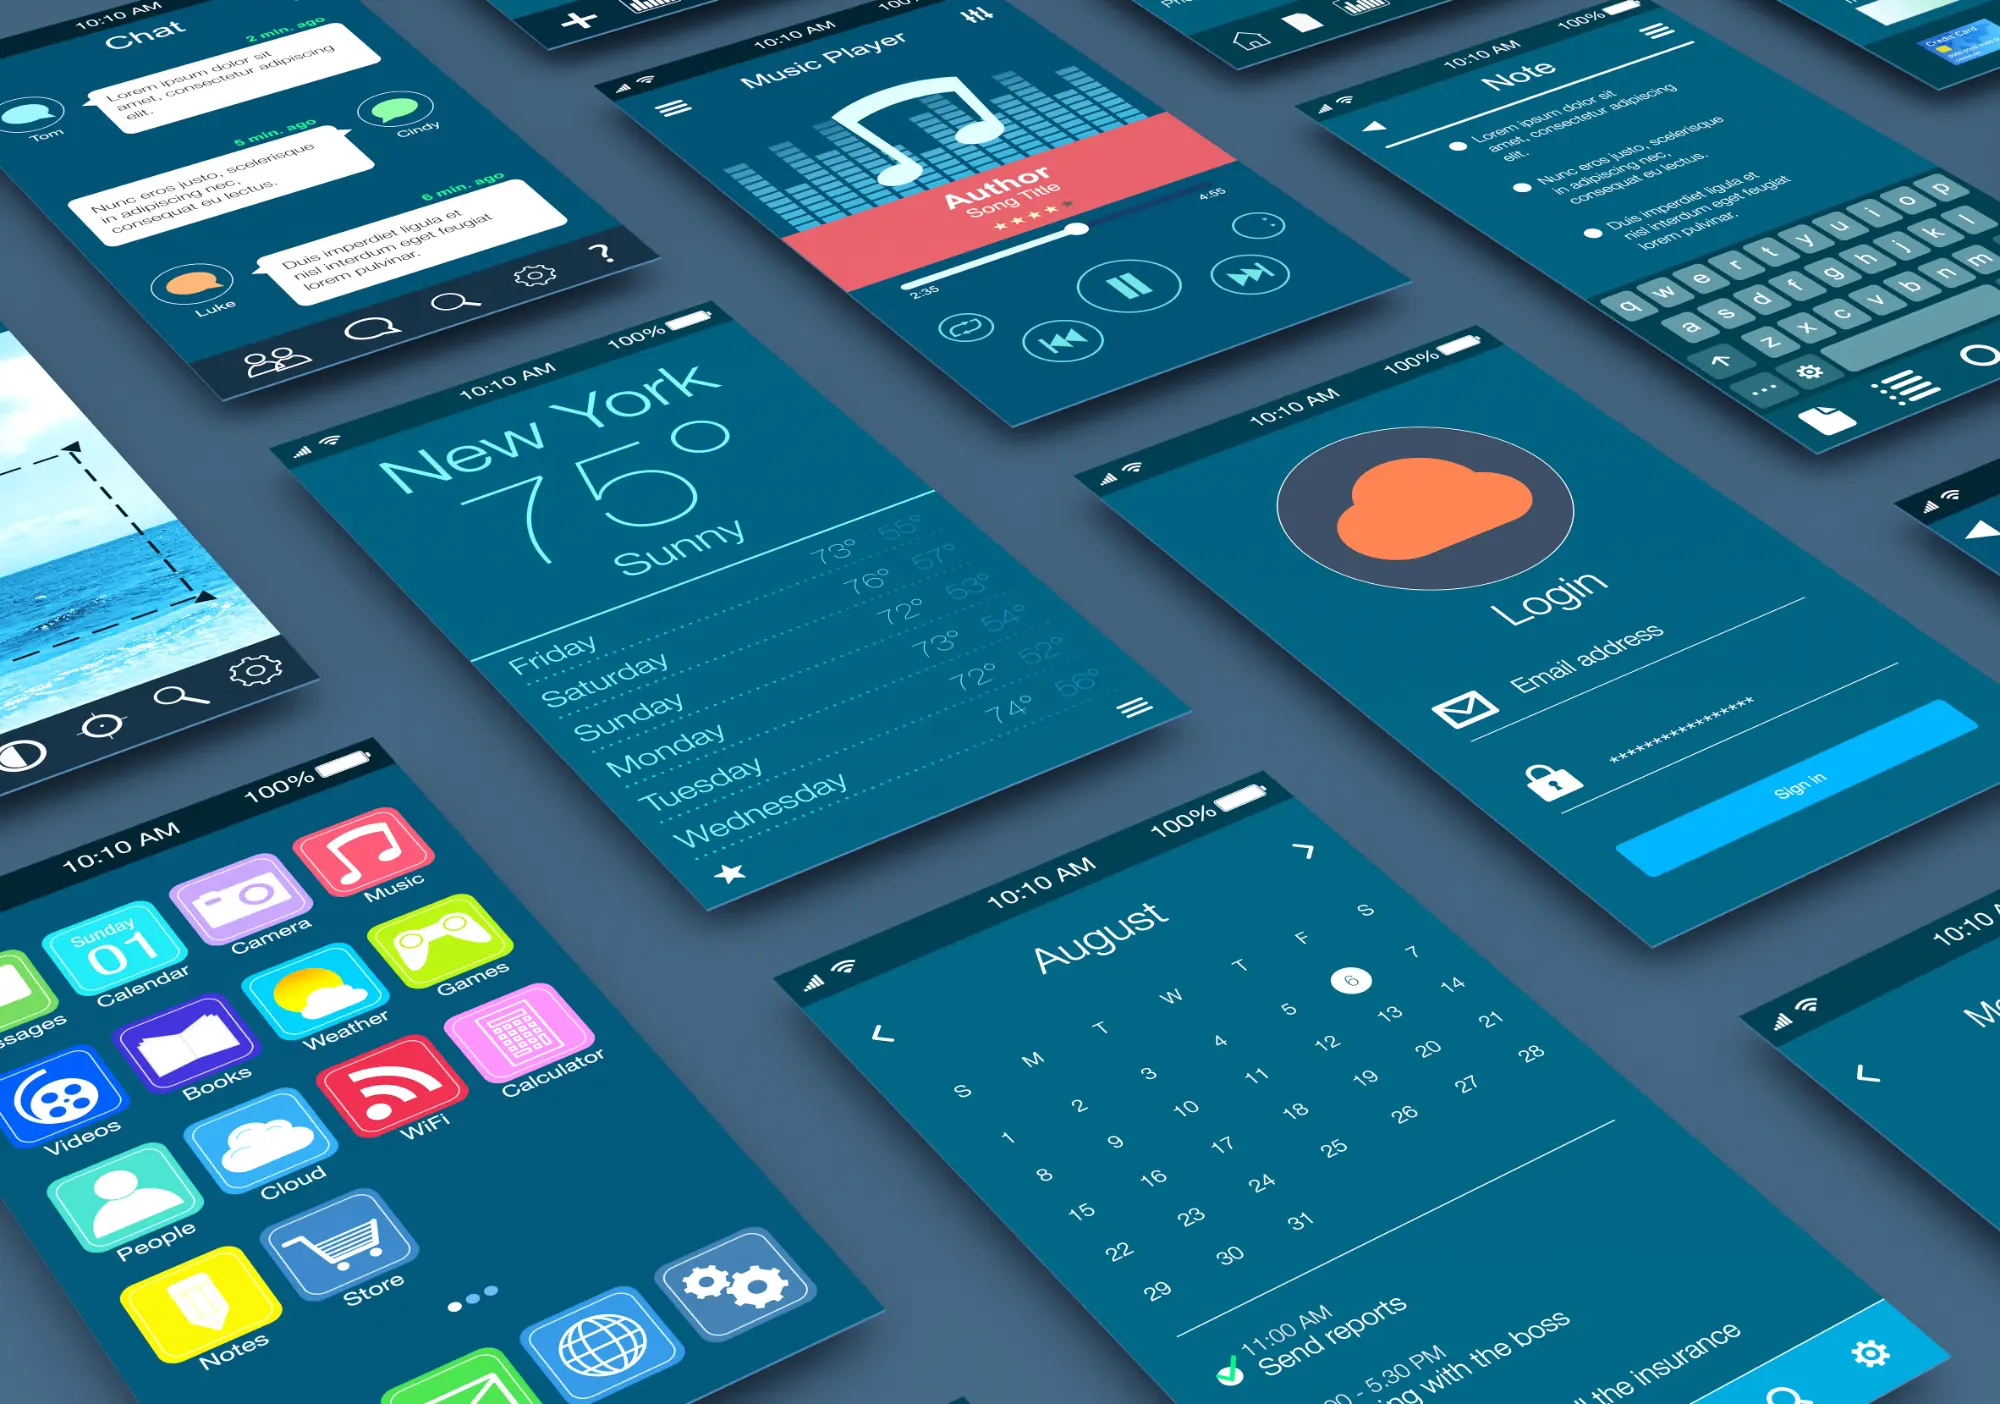 10:10 AM
Chat
2 min. ago
Lorem ipsum dolor sit
amet, consectetur adipiscing
elit.
Tom
Cindy
5 min. ago
Nunc eros justo, scelerisque
in adipiscing nec,
consequat eu lectus.
6 min. ago
Duis imperdiet ligula et
nisl interdum eget feugiat
lorem pulvinar.
Luke
10:10 AM
Music Player
Author
Song Title
2:35
4:55
10:10 AM
100%
Note
Lorem ipsum dolor sit
amet, consectetur adipiscing
elit.
Nunc eros justo, scelerisque
in adipiscing nec,
consequat eu lectus.
Duis imperdiet ligula et
nisl interdum eget feugiat
lorem pulvinar.
q w e r t y u i o p
a s d f g h j k l
z x c v b n m
Credit Card
10:10 AM
100%
New York
75°
Sunny
Friday 73° 55°
Saturday 76° 57°
Sunday 72° 53°
Monday 73° 54°
Tuesday 72° 52°
Wednesday 74° 56°
10:10 AM
100%
Login
Email address
****************
Sign in
10:10 AM
100%
Sunday
01
Calendar
Camera
Music
Videos
Books
Weather
Games
People
Cloud
WiFi
Calculator
Notes
Store
10:10 AM
100%
August
S M T W T F S
1 2 3 4 5 6 7
8 9 10 11 12 13 14
15 16 17 18 19 20 21
22 23 24 25 26 27 28
29 30 31
11:00 AM
Send reports
5.30 PM
with the boss
the insurance
10:10